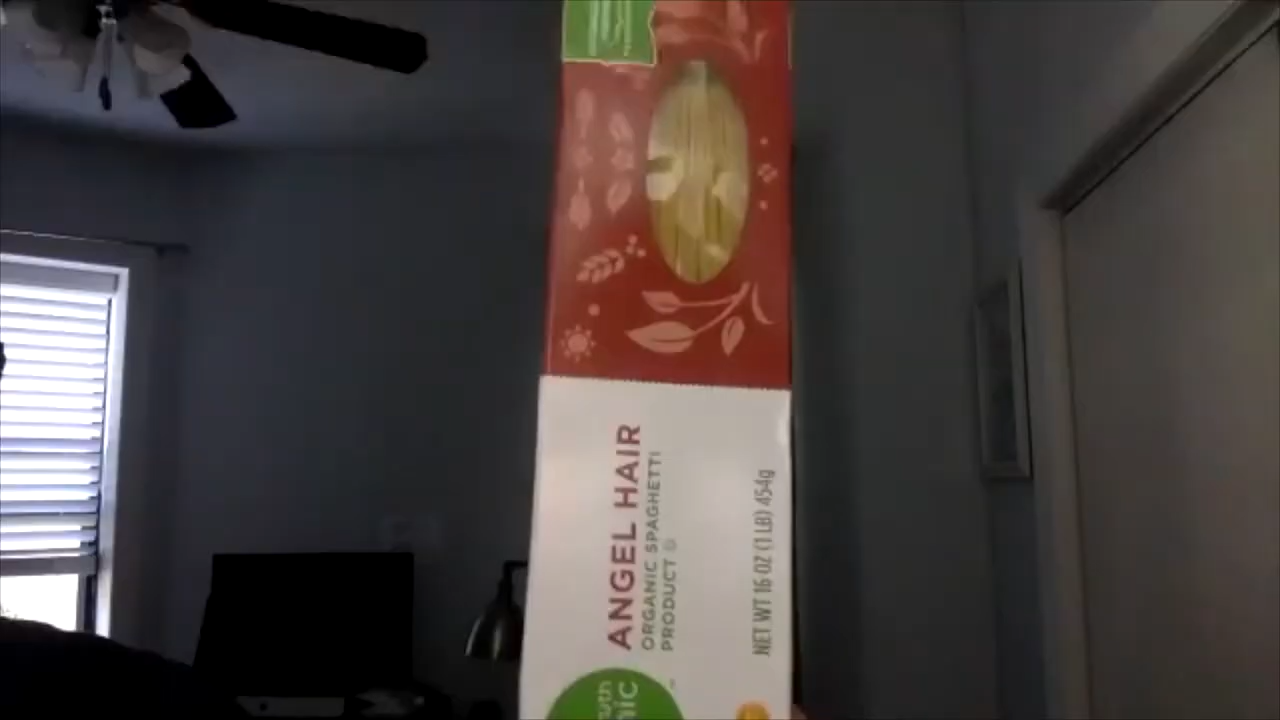 ANGEL HAIR
ORGANIC SPAGHETTI
PRODUCT
NET WT 16 OZ (1 LB) 454g